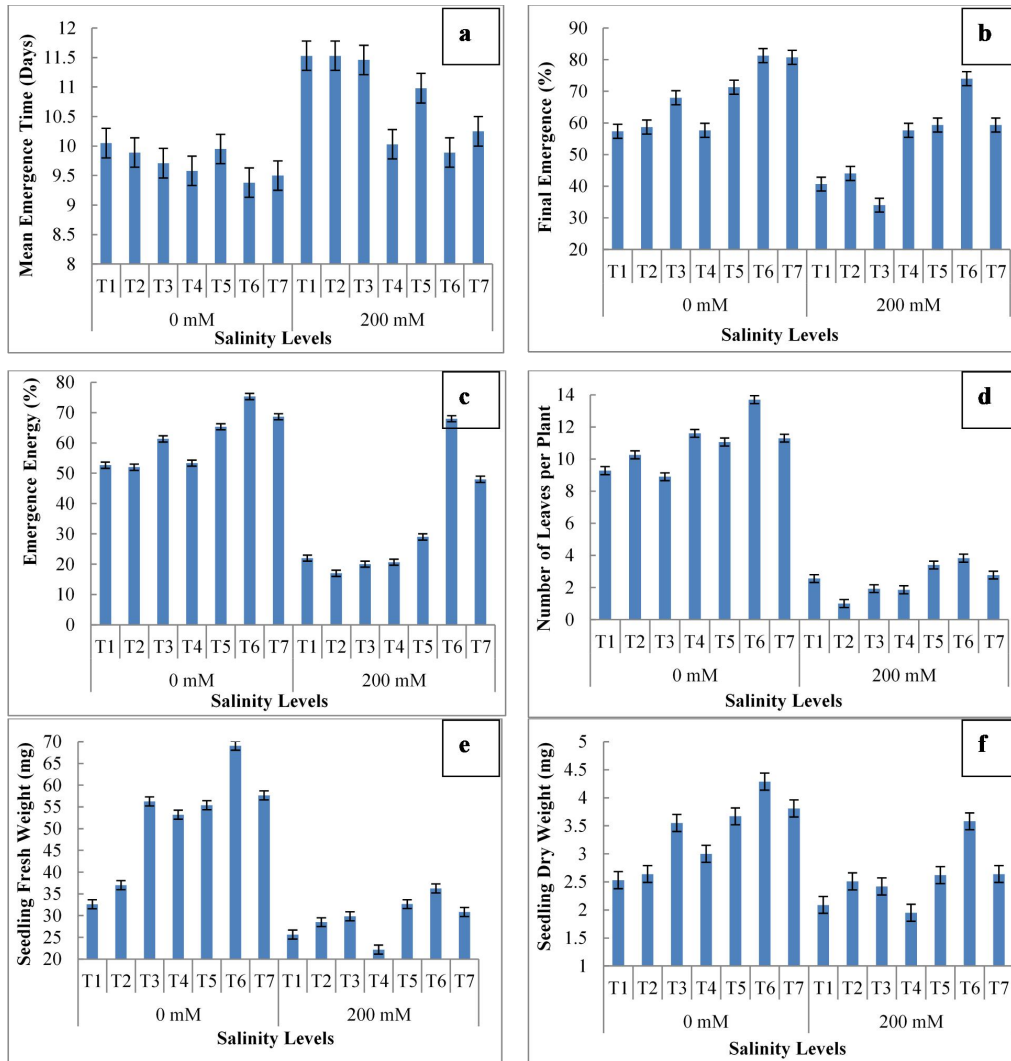 a
Mean Emergence Time (Days)
12
11.5
11
10.5
10
9.5
9
8.5
8
T1 T2 T3 T4 T5 T6 T7 T1 T2 T3 T4 T5 T6 T7
0 mM 200 mM
Salinity Levels
b
Final Emergence (%)
90
80
70
60
50
40
30
20
T1 T2 T3 T4 T5 T6 T7 T1 T2 T3 T4 T5 T6 T7
0 mM 200 mM
Salinity Levels
c
Emergence Energy (%)
80
70
60
50
40
30
20
10
0
T1 T2 T3 T4 T5 T6 T7 T1 T2 T3 T4 T5 T6 T7
0 mM 200 mM
Salinity Levels
d
Number of Leaves per Plant
14
12
10
8
6
4
2
0
T1 T2 T3 T4 T5 T6 T7 T1 T2 T3 T4 T5 T6 T7
0 mM 200 mM
Salinity Levels
e
Seedling Fresh Weight (mg)
70
65
60
55
50
45
40
35
30
25
20
T1 T2 T3 T4 T5 T6 T7 T1 T2 T3 T4 T5 T6 T7
0 mM 200 mM
Salinity Levels
f
Seedling Dry Weight (mg)
5
4.5
4
3.5
3
2.5
2
1.5
1
T1 T2 T3 T4 T5 T6 T7 T1 T2 T3 T4 T5 T6 T7
0 mM 200 mM
Salinity Levels